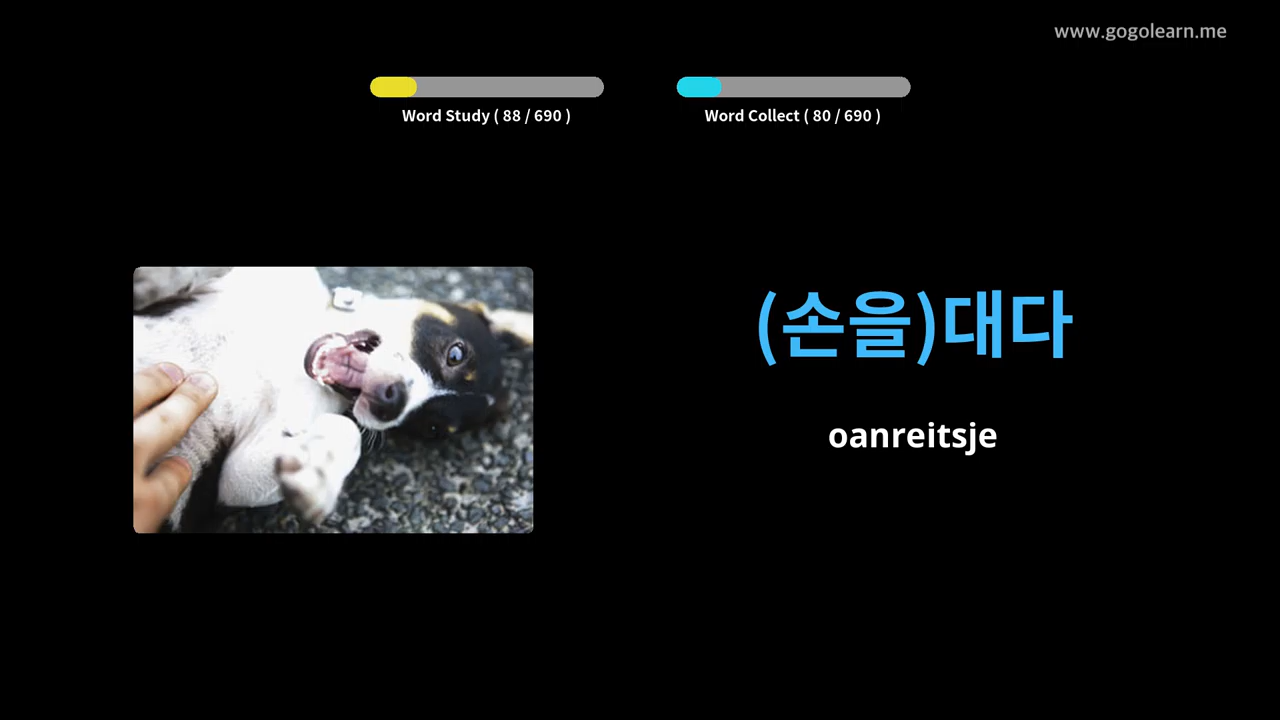 www.gogolearn.me
Word Study ( 88 / 690 )
Word Collect ( 80 / 690 )
(손을)대다
oanreitsje